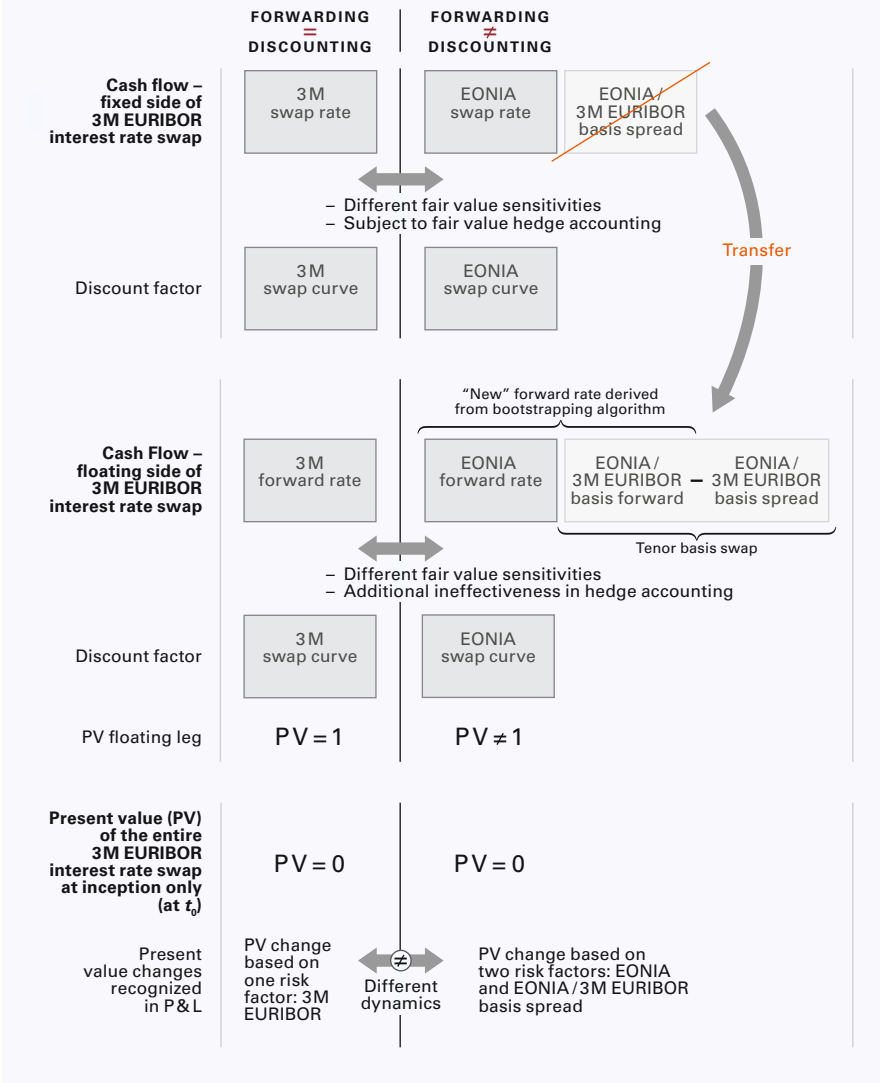 FORWARDING
=
DISCOUNTING
FORWARDING
≠
DISCOUNTING
Cash flow –
fixed side of
3M EURIBOR
interest rate swap
3M
swap rate
EONIA
swap rate
EONIA /
3M EURIBOR
basis spread
– Different fair value sensitivities
– Subject to fair value hedge accounting
Transfer
Discount factor
3M
swap curve
EONIA
swap curve
“New” forward rate derived
from bootstrapping algorithm
Cash Flow –
floating side of
3M EURIBOR
interest rate swap
3M
forward rate
EONIA
forward rate
EONIA /
3M EURIBOR
basis forward
–
EONIA /
3M EURIBOR
basis spread
Tenor basis swap
– Different fair value sensitivities
– Additional ineffectiveness in hedge accounting
Discount factor
3M
swap curve
EONIA
swap curve
PV floating leg
PV = 1
PV ≠ 1
Present value (PV)
of the entire
3M EURIBOR
interest rate swap
at inception only
(at t0)
PV = 0
PV = 0
Present
value changes
recognized
in P & L
PV change
based on
one risk
factor: 3M
EURIBOR
≠
Different
dynamics
PV change based on
two risk factors: EONIA
and EONIA / 3M EURIBOR
basis spread